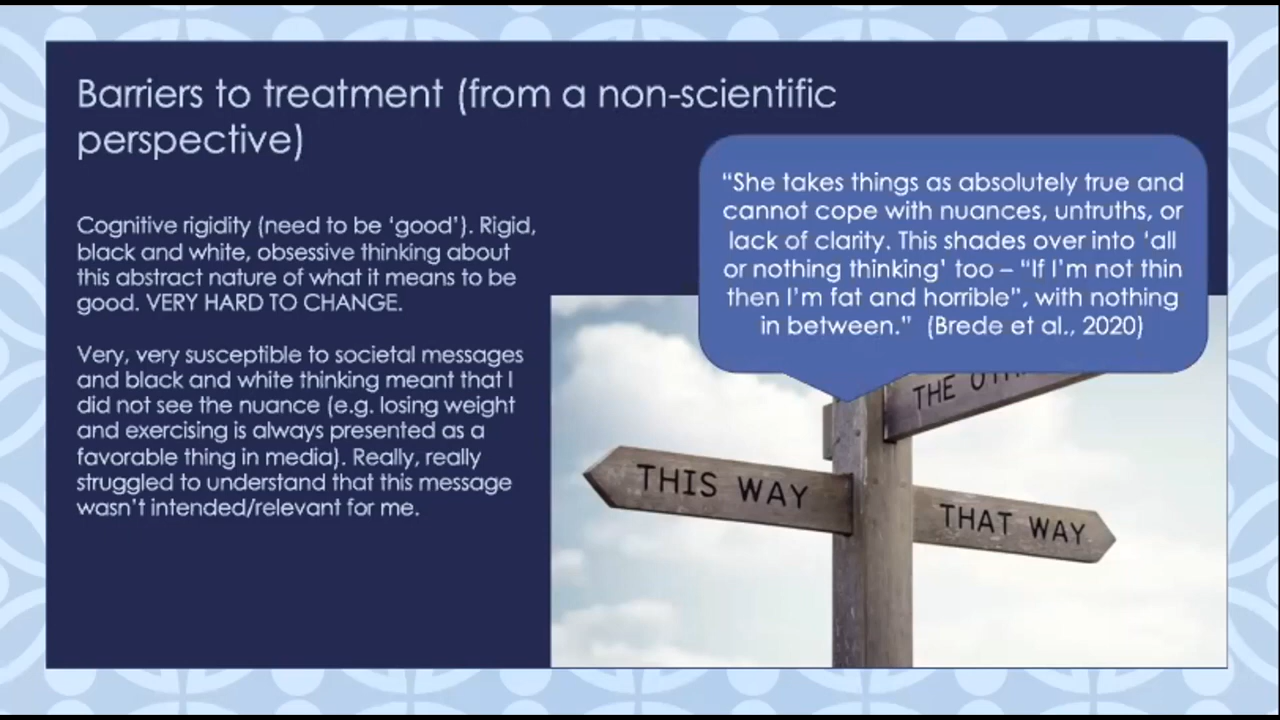 Barriers to treatment (from a non-scientific
perspective)
Cognitive rigidity (need to be ‘good’). Rigid,
black and white, obsessive thinking about
this abstract nature of what it means to be
good. VERY HARD TO CHANGE.
Very, very susceptible to societal messages
and black and white thinking meant that I
did not see the nuance (e.g. losing weight
and exercising is always presented as a
favorable thing in media). Really, really
struggled to understand that this message
wasn’t intended/relevant for me.
“She takes things as absolutely true and
cannot cope with nuances, untruths, or
lack of clarity. This shades over into ‘all
or nothing thinking’ too – “If I’m not thin
then I’m fat and horrible”, with nothing
in between.” (Brede et al., 2020)
THE
THIS WAY
THAT WAY